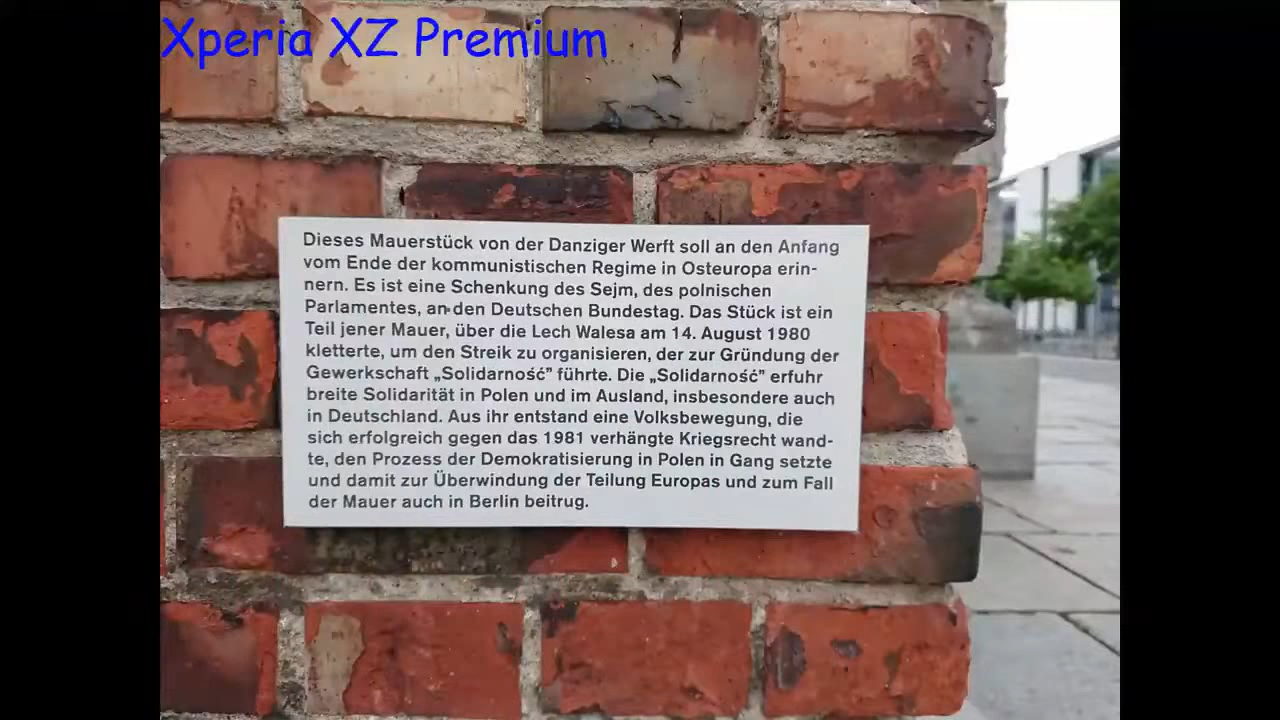 Xperia XZ Premium
Dieses Mauerstück von der Danziger Werft soll an den Anfang
vom Ende der kommunistischen Regime in Osteuropa erin-
nern. Es ist eine Schenkung des Sejm, des polnischen
Parlamentes, an den Deutschen Bundestag. Das Stück ist ein
Teil jener Mauer, über die Lech Walesa am 14. August 1980
kletterte, um den Streik zu organisieren, der zur Gründung der
Gewerkschaft „Solidarność” führte. Die „Solidarność” erfuhr
breite Solidarität in Polen und im Ausland, insbesondere auch
in Deutschland. Aus ihr entstand eine Volksbewegung, die
sich erfolgreich gegen das 1981 verhängte Kriegsrecht wand-
te, den Prozess der Demokratisierung in Polen in Gang setzte
und damit zur Überwindung der Teilung Europas und zum Fall
der Mauer auch in Berlin beitrug.